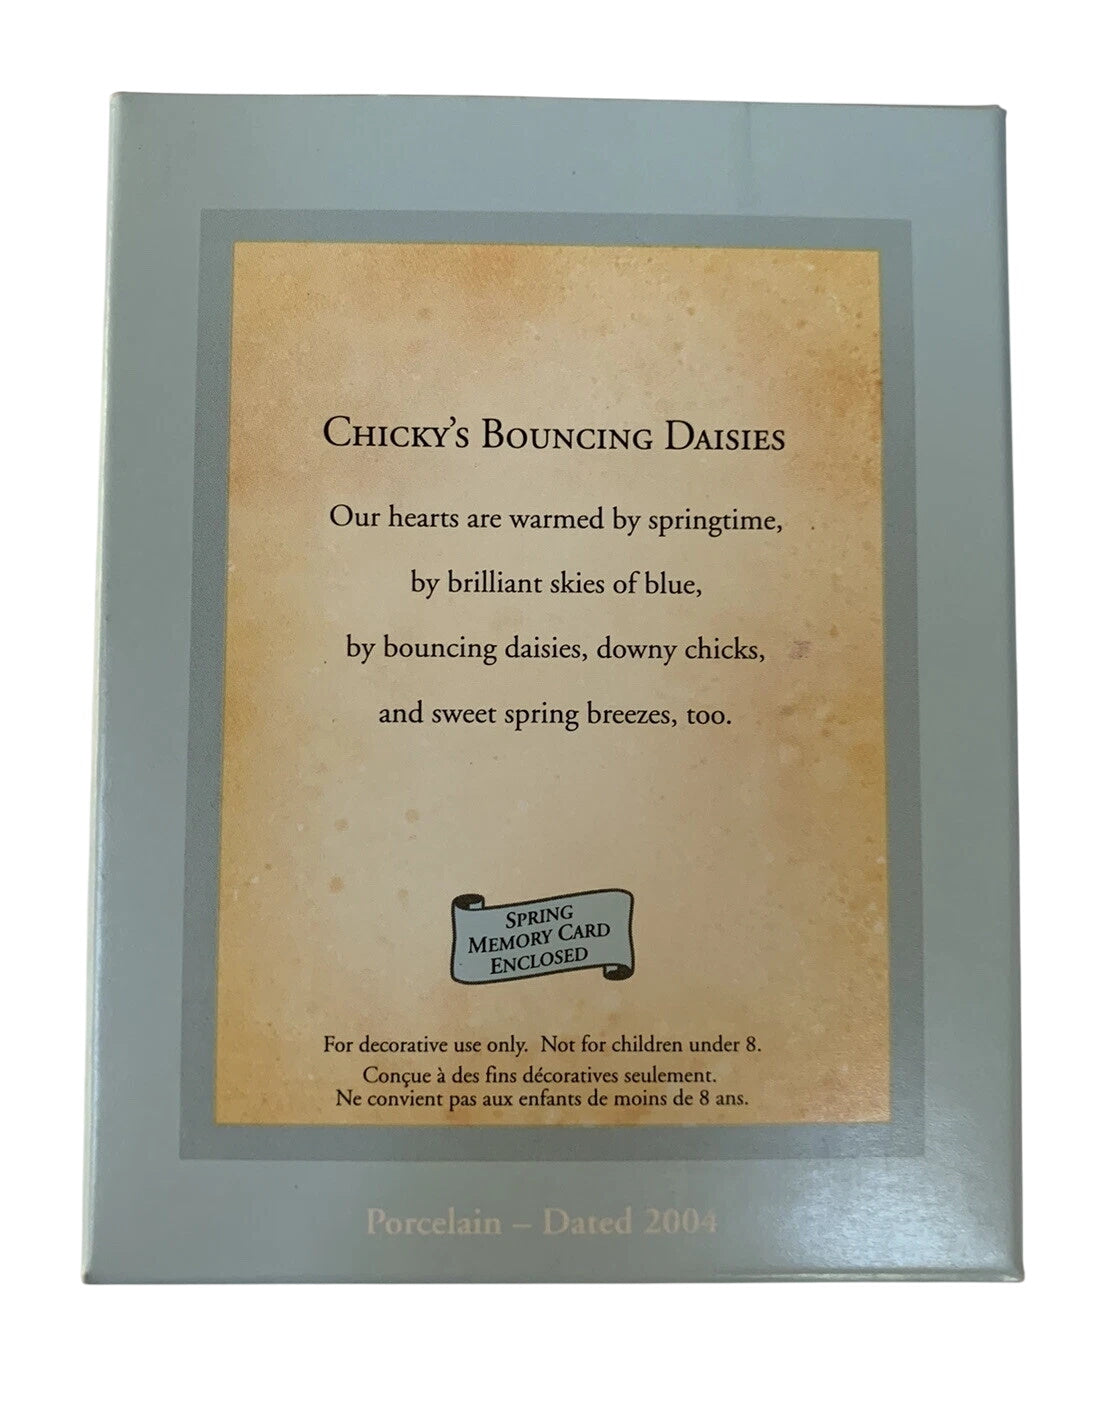 Chicky's Bouncing Daisies
Our hearts are warmed by springtime,
by brilliant skies of blue,
by bouncing daisies, downy chicks,
and sweet spring breezes, too.
Spring
Memory Card
Enclosed
For decorative use only. Not for children under 8.
Conçue à des fins décoratives seulement.
Ne convient pas aux enfants de moins de 8 ans.
Porcelain – Dated 2004